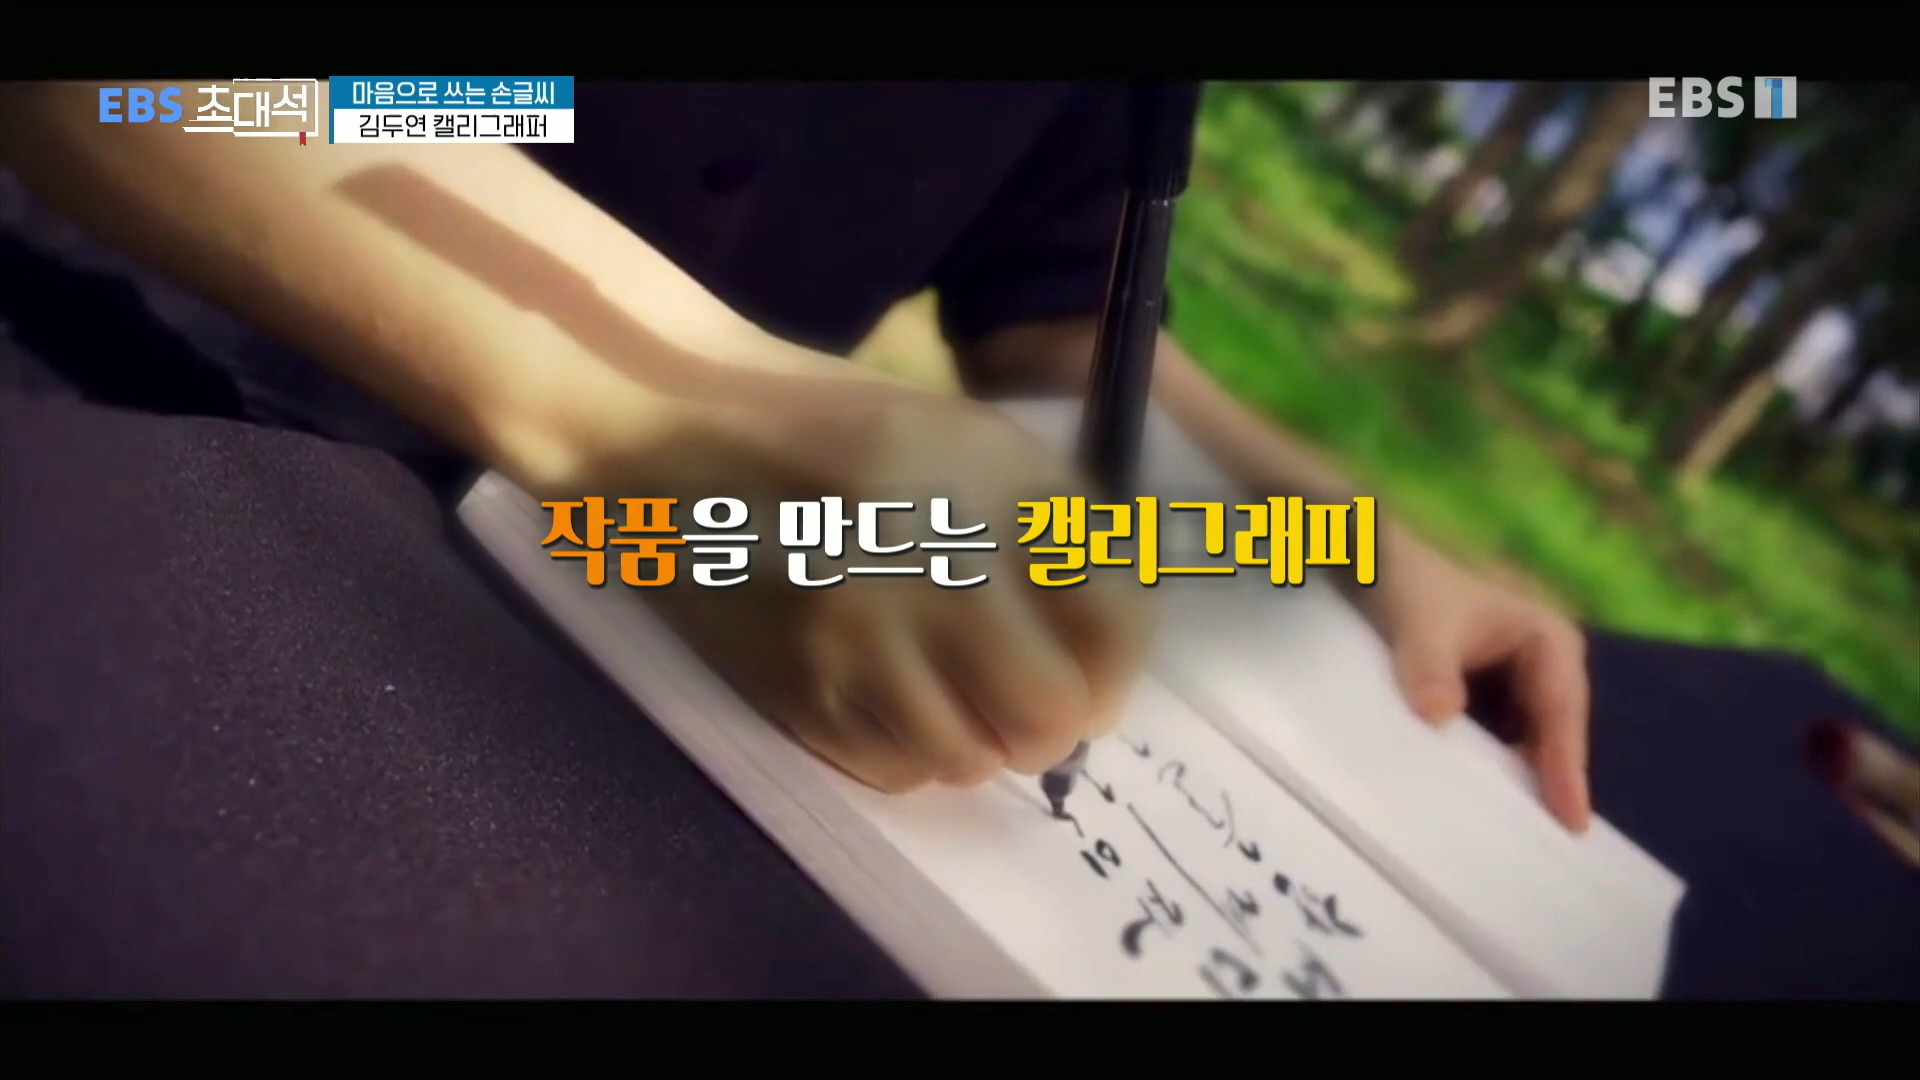 EBS 초대석
마음으로 쓰는 손글씨
김두연 캘리그래퍼
EBS 1
작품을 만드는 캘리그래피